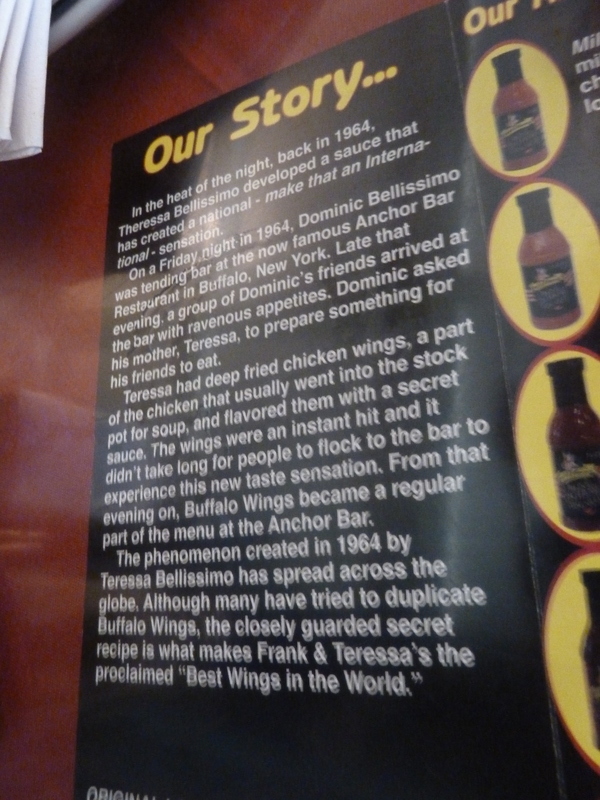 Our Story...
In the heat of the night, back in 1964,
Theressa Bellissimo developed a sauce that
has created a national - make that an Interna-
tional - sensation.
On a Friday night in 1964, Dominic Bellissimo
was tending bar at the now famous Anchor Bar
Restaurant in Buffalo, New York. Late that
evening, a group of Dominic's friends arrived at
the bar with ravenous appetites. Dominic asked
his mother, Teressa, to prepare something for
his friends to eat.
Teressa had deep fried chicken wings, a part
of the chicken that usually went into the stock
pot for soup, and flavored them with a secret
sauce. The wings were an instant hit and it
didn't take long for people to flock to the bar to
experience this new taste sensation. From that
evening on, Buffalo Wings became a regular
part of the menu at the Anchor Bar.
The phenomenon created in 1964 by
Teressa Bellissimo has spread across the
globe. Although many have tried to duplicate
Buffalo Wings, the closely guarded secret
recipe is what makes Frank & Teressa's the
proclaimed "Best Wings in the World."
ORIGINAL
Our